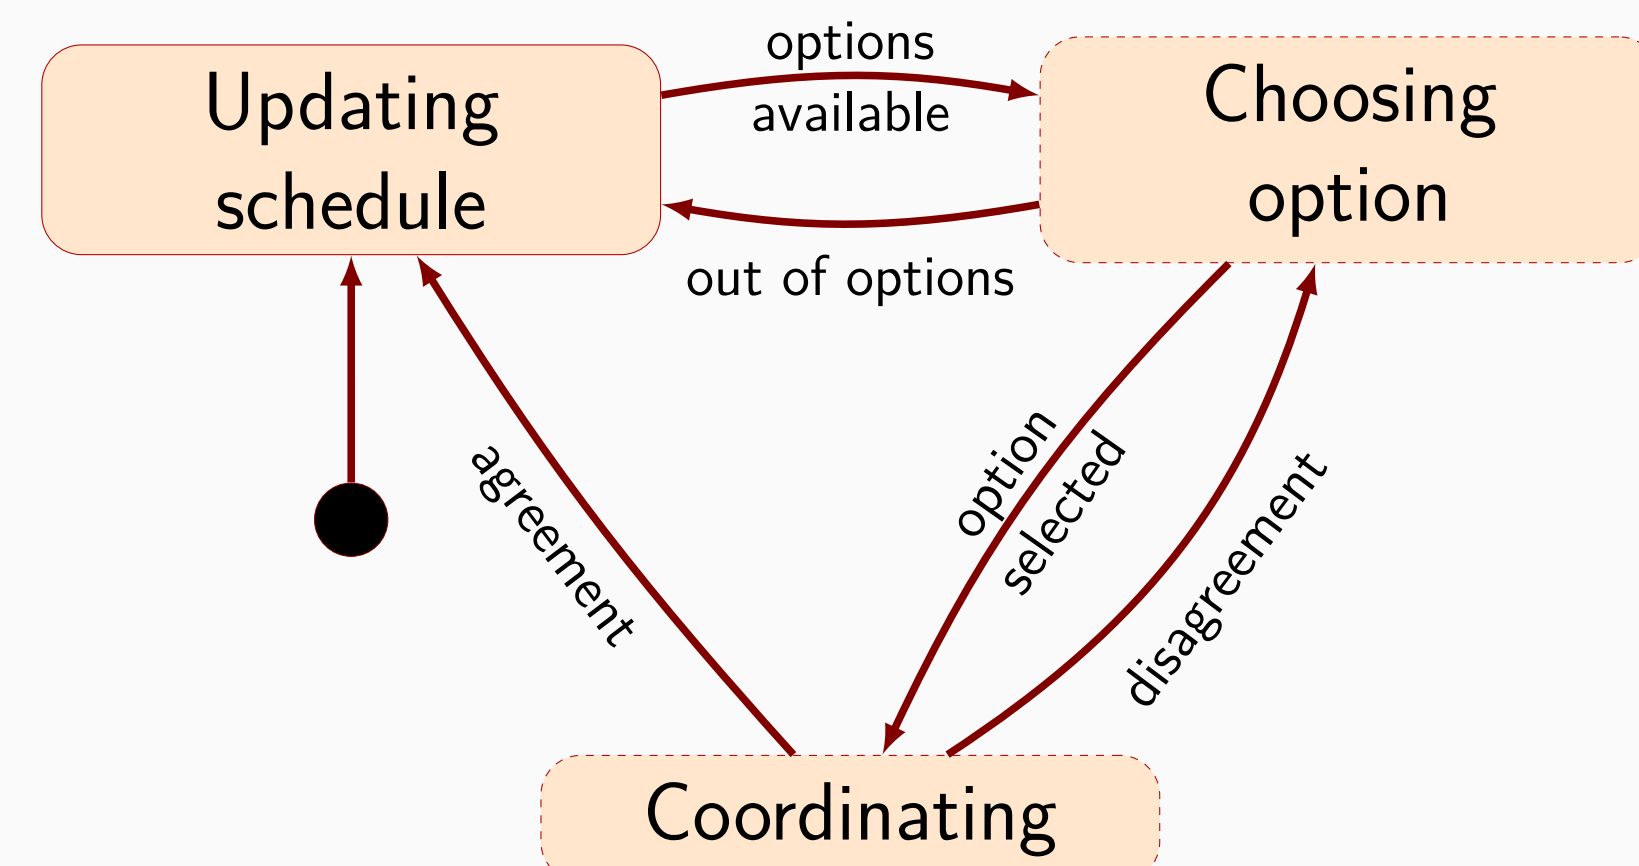 Updating
schedule
options
available
Choosing
option
out of options
agreement
option
selected
disagreement
Coordinating